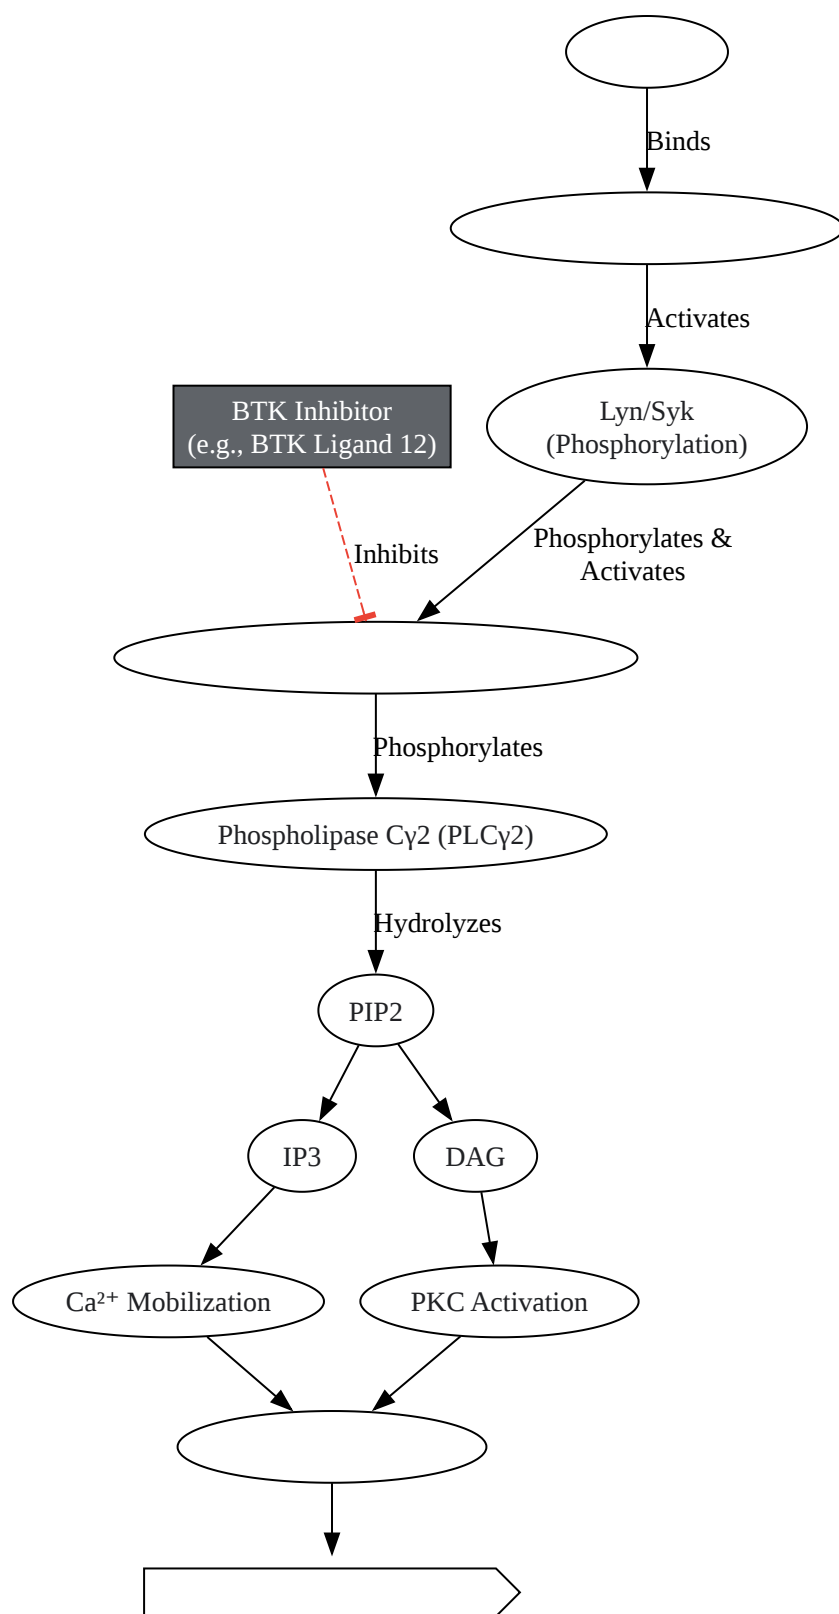 Binds
Activates
BTK Inhibitor
(e.g., BTK Ligand 12)
Lyn/Syk
(Phosphorylation)
Inhibits
Phosphorylates &
Activates
Phosphorylates
Phospholipase Cγ2 (PLCγ2)
Hydrolyzes
PIP2
IP3
DAG
Ca²⁺ Mobilization
PKC Activation